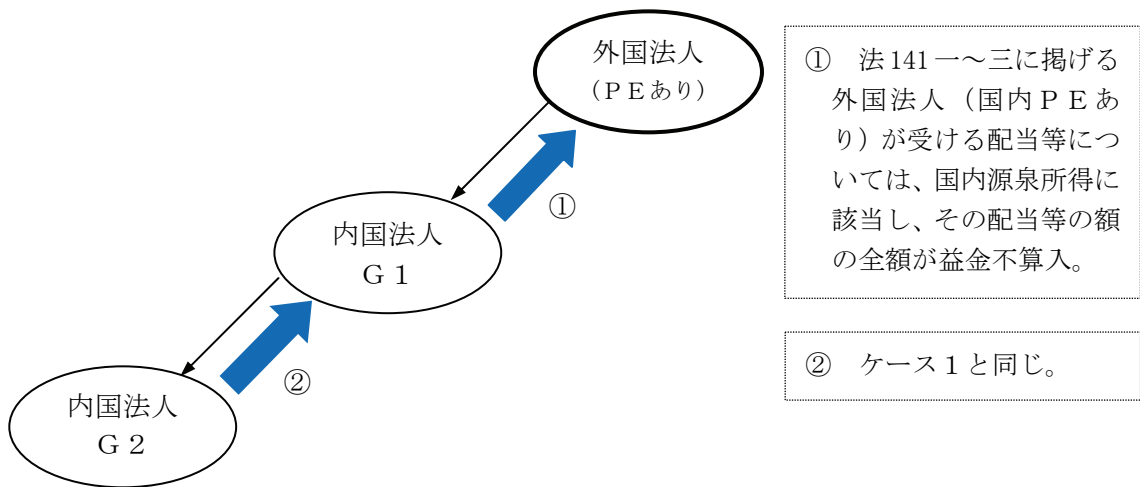 外国法人
(PEあり)
① 法141一～三に掲げる
外国法人(国内PEあ
り)が受ける配当等につ
いては、国内源泉所得に
該当し、その配当等の額
の全額が益金不算入。
①
内国法人
G1
② ケース1と同じ。
②
内国法人
G2